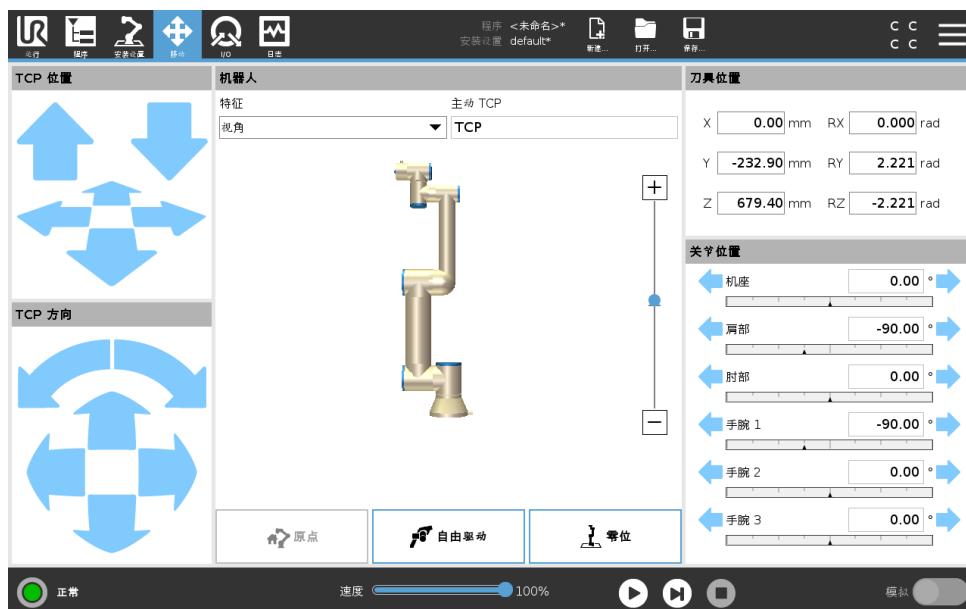 程序 <未命名>*
安装设置 default*
UR
运行 程序 安装设置 移动 I/O 日志 新建... 打开... 保存...
C C
C C
TCP 位置
机器人
特征
主动 TCP
视角
TCP
刀具位置
X 0.00 mm RX 0.000 rad
Y -232.90 mm RY 2.221 rad
Z 679.40 mm RZ -2.221 rad
关节位置
机座 0.00 °
肩部 -90.00 °
肘部 0.00 °
手腕 1 -90.00 °
手腕 2 0.00 °
手腕 3 0.00 °
TCP 方向
原点
自由驱动
零位
正常
速度 100%
模拟